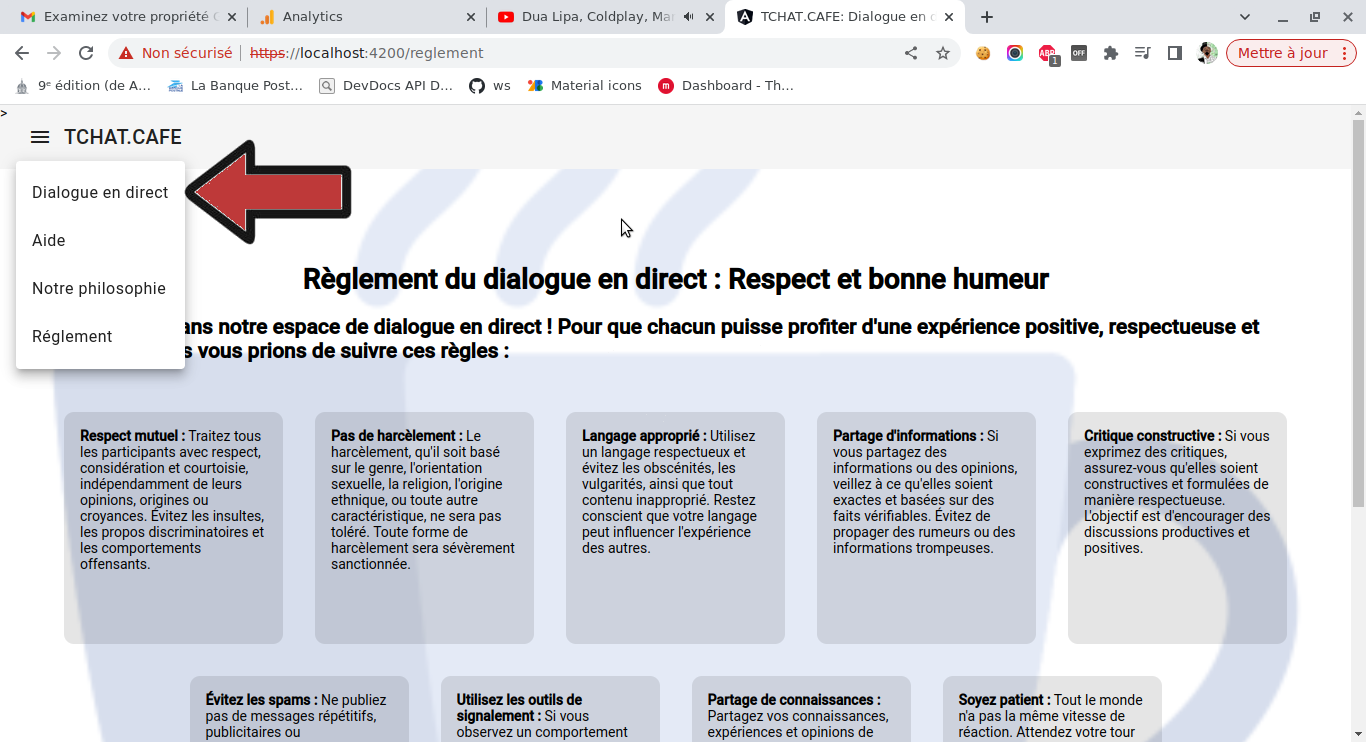 Examinez votre propriété G
Analytics
Dua Lipa, Coldplay, Mar
TCHAT.CAFE: Dialogue en d
Non sécurisé
https://localhost:4200/reglement
ABP
1
OFF
Mettre à jour
9ᵉ édition (de A…
La Banque Post…
DevDocs API D…
ws
Material icons
m
Dashboard - Th…
>
TCHAT.CAFE
Dialogue en direct
Aide
Notre philosophie
Réglement
Règlement du dialogue en direct : Respect et bonne humeur
ans notre espace de dialogue en direct ! Pour que chacun puisse profiter d'une expérience positive, respectueuse et
s vous prions de suivre ces règles :
Respect mutuel : Traitez tous
les participants avec respect,
considération et courtoisie,
indépendamment de leurs
opinions, origines ou
croyances. Évitez les insultes,
les propos discriminatoires et
les comportements
offensants.
Pas de harcèlement : Le
harcèlement, qu'il soit basé
sur le genre, l'orientation
sexuelle, la religion, l'origine
ethnique, ou toute autre
caractéristique, ne sera pas
toléré. Toute forme de
harcèlement sera sévèrement
sanctionnée.
Langage approprié : Utilisez
un langage respectueux et
évitez les obscénités, les
vulgarités, ainsi que tout
contenu inapproprié. Restez
conscient que votre langage
peut influencer l'expérience
des autres.
Partage d'informations : Si
vous partagez des
informations ou des opinions,
veillez à ce qu'elles soient
exactes et basées sur des
faits vérifiables. Évitez de
propager des rumeurs ou des
informations trompeuses.
Critique constructive : Si vous
exprimez des critiques,
assurez-vous qu'elles soient
constructives et formulées de
manière respectueuse.
L'objectif est d'encourager des
discussions productives et
positives.
Évitez les spams : Ne publiez
pas de messages répétitifs,
publicitaires ou
Utilisez les outils de
signalement : Si vous
observez un comportement
Partage de connaissances :
Partagez vos connaissances,
expériences et opinions de
Soyez patient : Tout le monde
n'a pas la même vitesse de
réaction. Attendez votre tour